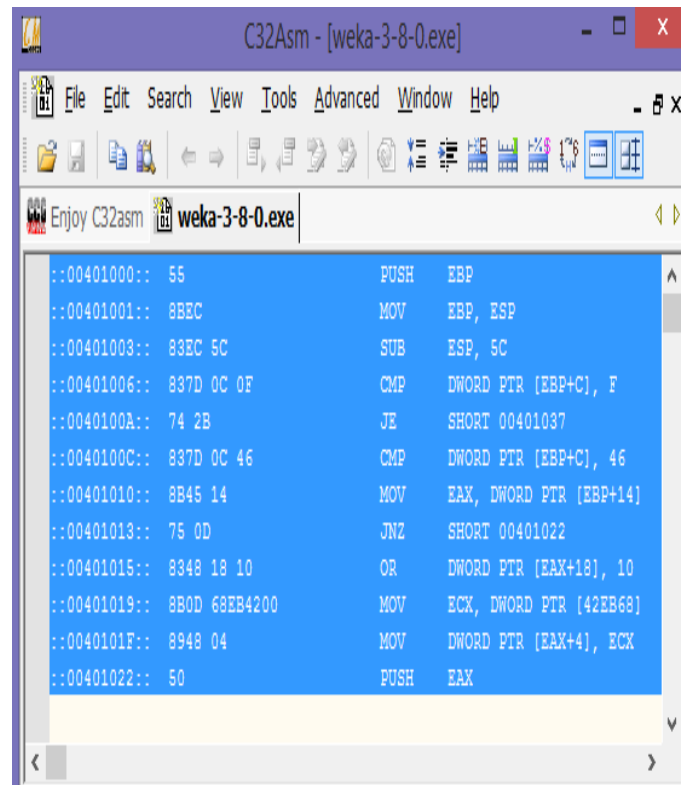 C32Asm - [weka-3-8-0.exe]
File Edit Search View Tools Advanced Window Help
Enjoy C32asm weka-3-8-0.exe
::00401000:: 55 PUSH EBP
::00401001:: 8BEC MOV EBP, ESP
::00401003:: 83EC 5C SUB ESP, 5C
::00401006:: 837D 0C 0F CMP DWORD PTR [EBP+C], F
::0040100A:: 74 2B JE SHORT 00401037
::0040100C:: 837D 0C 46 CMP DWORD PTR [EBP+C], 46
::00401010:: 8B45 14 MOV EAX, DWORD PTR [EBP+14]
::00401013:: 75 0D JNZ SHORT 00401022
::00401015:: 8348 18 10 OR DWORD PTR [EAX+18], 10
::00401019:: 8B0D 68EB4200 MOV ECX, DWORD PTR [42EB68]
::0040101F:: 8948 04 MOV DWORD PTR [EAX+4], ECX
::00401022:: 50 PUSH EAX